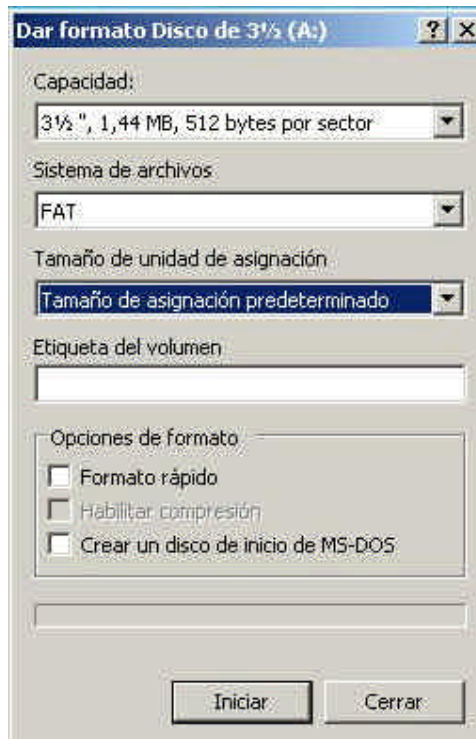 Dar formato Disco de 3½ (A:)
Capacidad:
3½ ", 1,44 MB, 512 bytes por sector
Sistema de archivos
FAT
Tamaño de unidad de asignación
Tamaño de asignación predeterminado
Etiqueta del volumen
Opciones de formato
Formato rápido
Habilitar compresión
Crear un disco de inicio de MS-DOS
Iniciar Cerrar